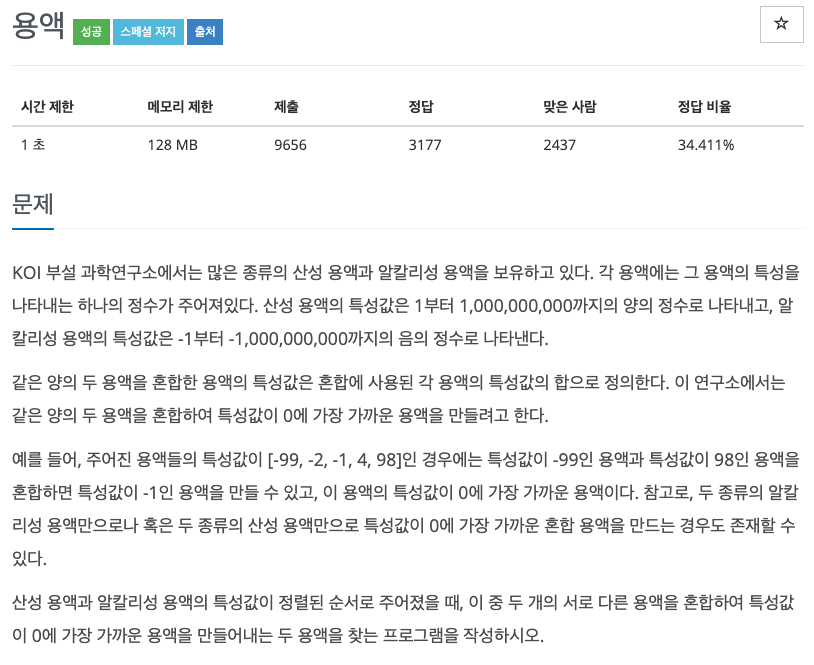 용액 성공 스페셜 저지 출처
시간 제한 메모리 제한 제출 정답 맞은 사람 정답 비율
1 초 128 MB 9656 3177 2437 34.411%
문제
KOI 부설 과학연구소에서는 많은 종류의 산성 용액과 알칼리성 용액을 보유하고 있다. 각 용액에는 그 용액의 특성을
나타내는 하나의 정수가 주어져있다. 산성 용액의 특성값은 1부터 1,000,000,000까지의 양의 정수로 나타내고, 알
칼리성 용액의 특성값은 -1부터 -1,000,000,000까지의 음의 정수로 나타낸다.
같은 양의 두 용액을 혼합한 용액의 특성값은 혼합에 사용된 각 용액의 특성값의 합으로 정의한다. 이 연구소에서는
같은 양의 두 용액을 혼합하여 특성값이 0에 가장 가까운 용액을 만들려고 한다.
예를 들어, 주어진 용액들의 특성값이 [-99, -2, -1, 4, 98]인 경우에는 특성값이 -99인 용액과 특성값이 98인 용액을
혼합하면 특성값이 -1인 용액을 만들 수 있고, 이 용액의 특성값이 0에 가장 가까운 용액이다. 참고로, 두 종류의 알칼
리성 용액만으로나 혹은 두 종류의 산성 용액만으로 특성값이 0에 가장 가까운 혼합 용액을 만드는 경우도 존재할 수
있다.
산성 용액과 알칼리성 용액의 특성값이 정렬된 순서로 주어졌을 때, 이 중 두 개의 서로 다른 용액을 혼합하여 특성값
이 0에 가장 가까운 용액을 만들어내는 두 용액을 찾는 프로그램을 작성하시오.